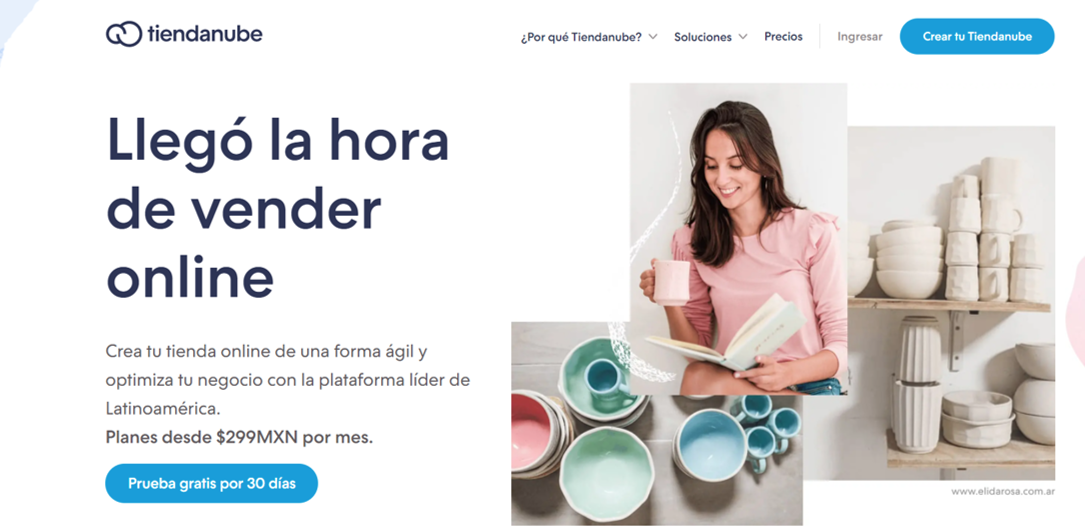 tiendanube
¿Por qué Tiendanube?
Soluciones
Precios
Ingresar
Crear tu Tiendanube
Llegó la hora
de vender
online
Crea tu tienda online de una forma ágil y
optimiza tu negocio con la plataforma líder de
Latinoamérica.
Planes desde $299MXN por mes.
Prueba gratis por 30 días
www.elidarosa.com.ar